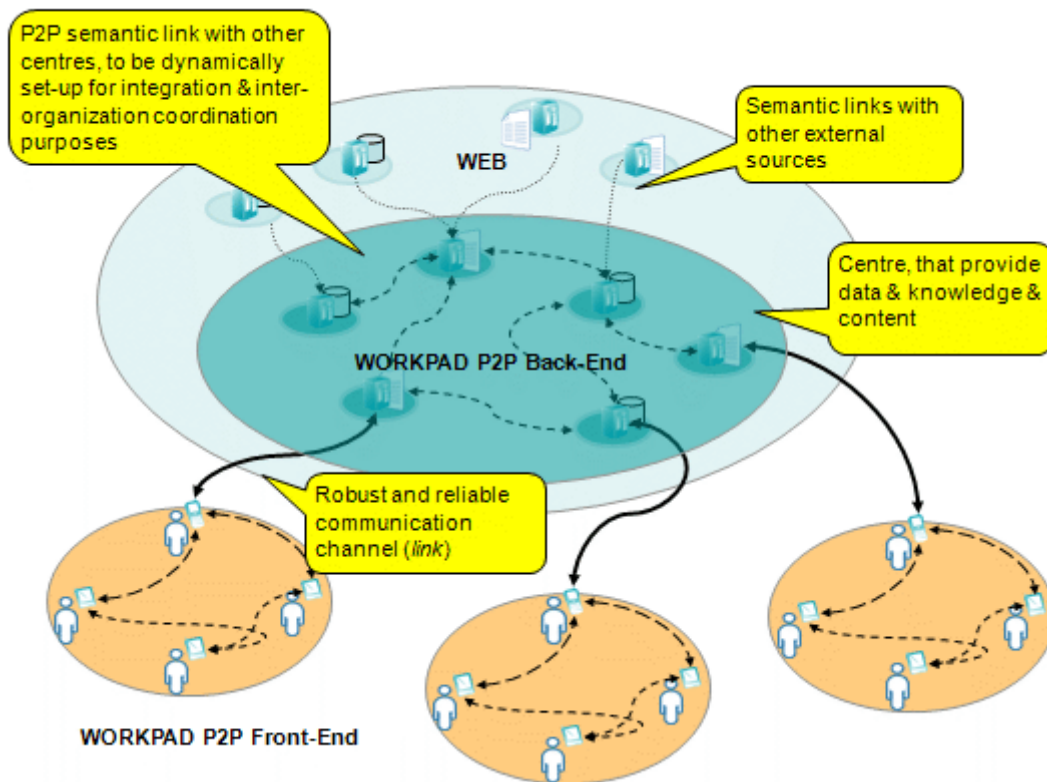 P2P semantic link with other
centres, to be dynamically
set-up for integration & inter-
organization coordination
purposes
Semantic links with
other external
sources
WEB
Centre, that provide
data & knowledge &
content
WORKPAD P2P Back-End
Robust and reliable
communication
channel (link)
WORKPAD P2P Front-End